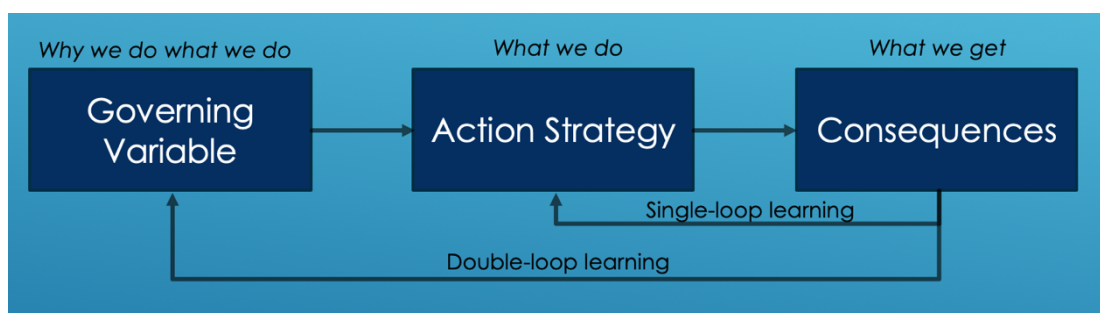 Why we do what we do
What we do
What we get
Governing
Variable
Action Strategy
Consequences
Single-loop learning
Double-loop learning